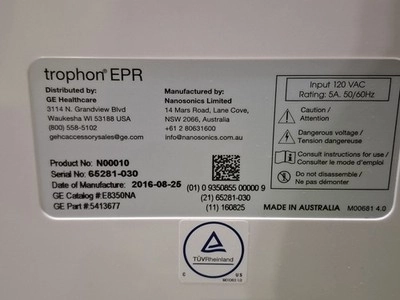 trophon® EPR
Distributed by:
GE Healthcare
3114 N. Grandview Blvd
Waukesha WI 53188 USA
(800) 558-5102
gehcaccessorysales@ge.com
Manufactured by:
Nanosonics Limited
14 Mars Road, Lane Cove,
NSW 2066, Australia
+61 2 80631600
info@nanosonics.com.au
Input 120 VAC
Rating: 5A, 50/60Hz
Caution /
Attention
Dangerous voltage /
Tension dangereuse
Consult instructions for use /
Consulter le mode d'emploi
Do not disassemble /
Ne pas démonter
Product No: N00010
Serial No: 65281-030
Date of Manufacture: 2016-08-25
GE Catalog #: E8350NA
GE Part #: 5413677
(01) 0 9350855 00000 9
(21) 65281-030
(11) 160825
MADE IN AUSTRALIA
M00681 4.0
TÜVRheinland
C US